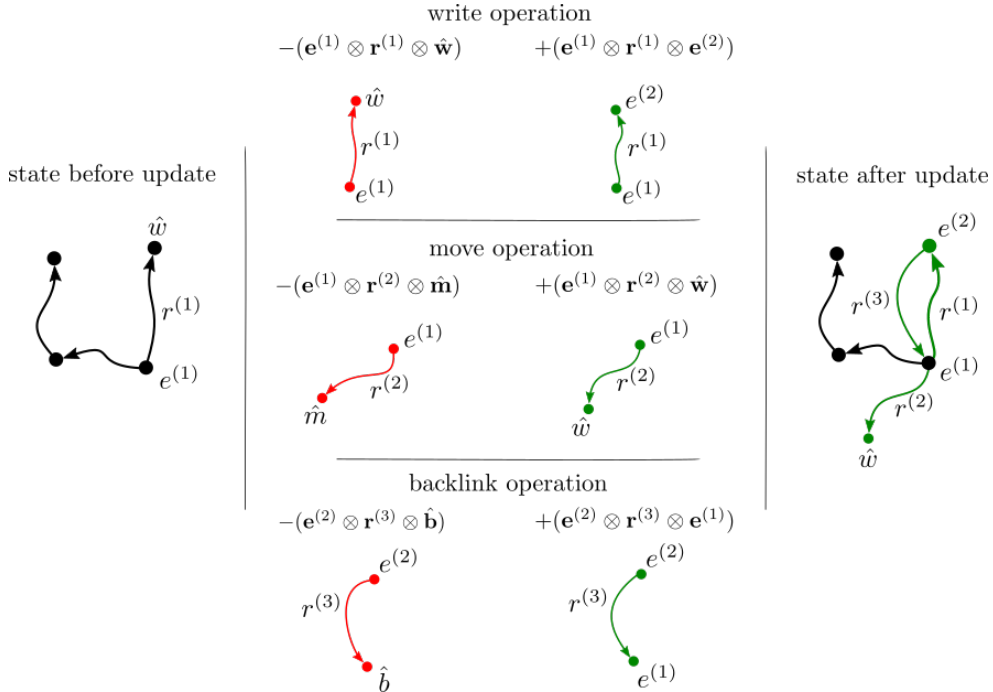 write operation
−(e⁽¹⁾ ⊗ r⁽¹⁾ ⊗ ŵ)
+(e⁽¹⁾ ⊗ r⁽¹⁾ ⊗ e⁽²⁾)
ŵ
r⁽¹⁾
e⁽¹⁾
e⁽²⁾
r⁽¹⁾
e⁽¹⁾
state before update
ŵ
r⁽¹⁾
e⁽¹⁾
move operation
−(e⁽¹⁾ ⊗ r⁽²⁾ ⊗ m̂)
+(e⁽¹⁾ ⊗ r⁽²⁾ ⊗ ŵ)
e⁽¹⁾
r⁽²⁾
m̂
e⁽¹⁾
r⁽²⁾
ŵ
backlink operation
−(e⁽²⁾ ⊗ r⁽³⁾ ⊗ b̂)
+(e⁽²⁾ ⊗ r⁽³⁾ ⊗ e⁽¹⁾)
e⁽²⁾
r⁽³⁾
b̂
e⁽²⁾
r⁽³⁾
e⁽¹⁾
state after update
e⁽²⁾
r⁽³⁾
r⁽¹⁾
e⁽¹⁾
r⁽²⁾
ŵ